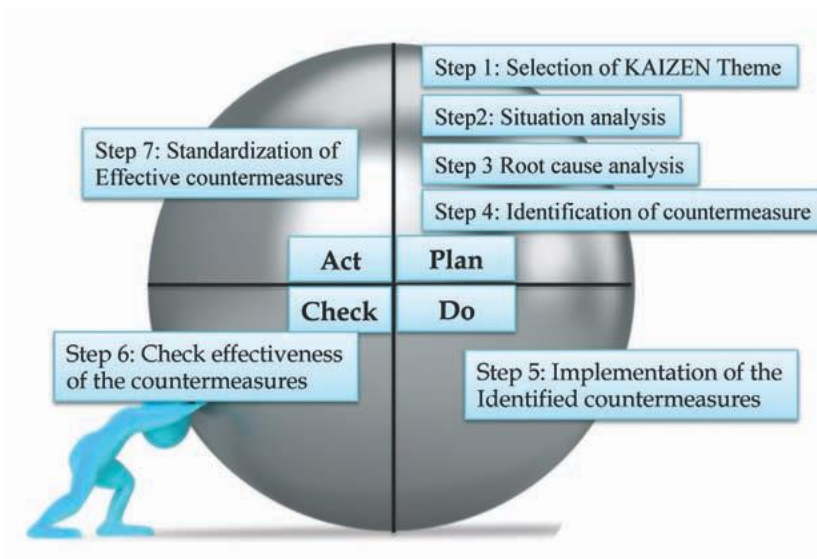 Step 1: Selection of KAIZEN Theme
Step2: Situation analysis
Step 3 Root cause analysis
Step 4: Identification of countermeasure
Step 7: Standardization of
Effective countermeasures
Act
Plan
Check
Do
Step 6: Check effectiveness
of the countermeasures
Step 5: Implementation of the
Identified countermeasures